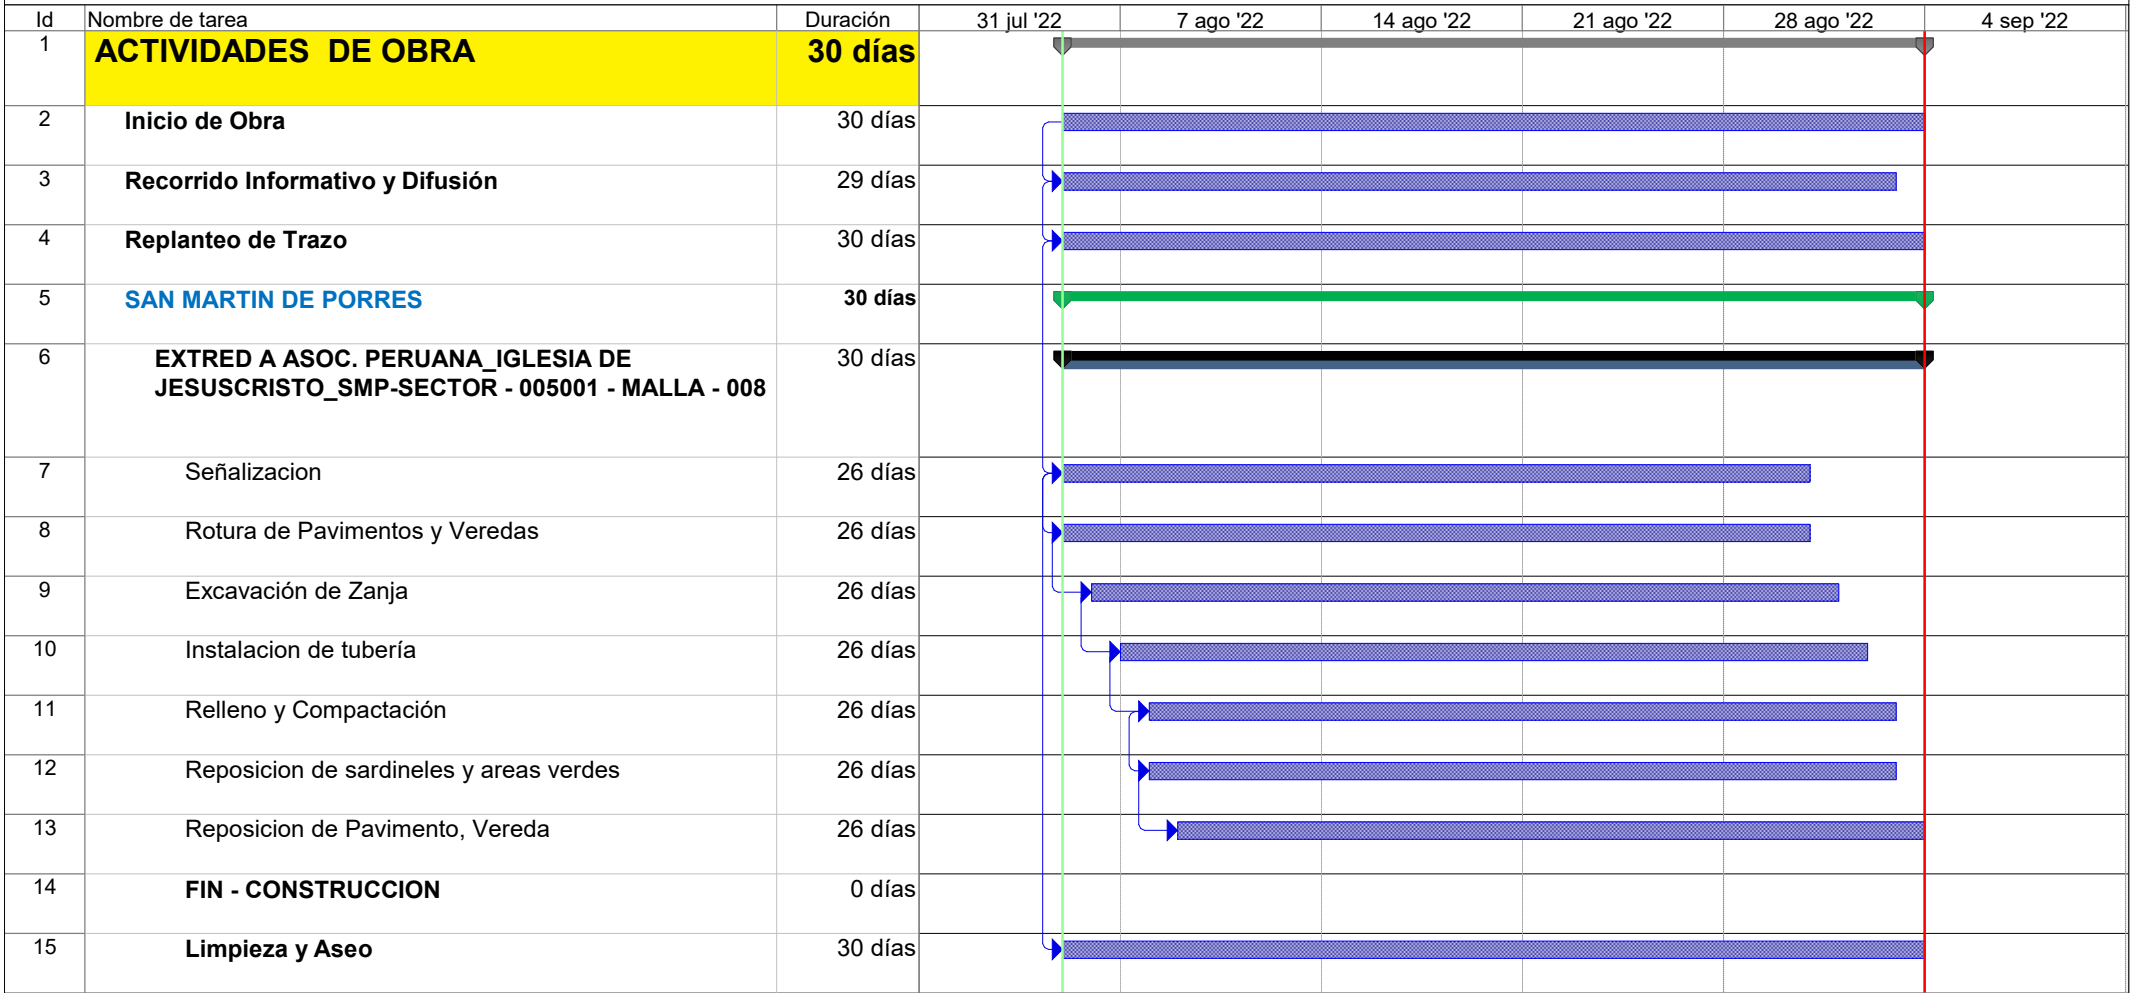 Id Nombre de tarea Duración 31 jul '22 7 ago '22 14 ago '22 21 ago '22 28 ago '22 4 sep '22
1 ACTIVIDADES DE OBRA 30 días
2 Inicio de Obra 30 días
3 Recorrido Informativo y Difusión 29 días
4 Replanteo de Trazo 30 días
5 SAN MARTIN DE PORRES 30 días
6 EXTRED A ASOC. PERUANA_IGLESIA DE 30 días
JESUSCRISTO_SMP-SECTOR - 005001 - MALLA - 008
7 Señalizacion 26 días
8 Rotura de Pavimentos y Veredas 26 días
9 Excavación de Zanja 26 días
10 Instalacion de tubería 26 días
11 Relleno y Compactación 26 días
12 Reposicion de sardineles y areas verdes 26 días
13 Reposicion de Pavimento, Vereda 26 días
14 FIN - CONSTRUCCION 0 días
15 Limpieza y Aseo 30 días